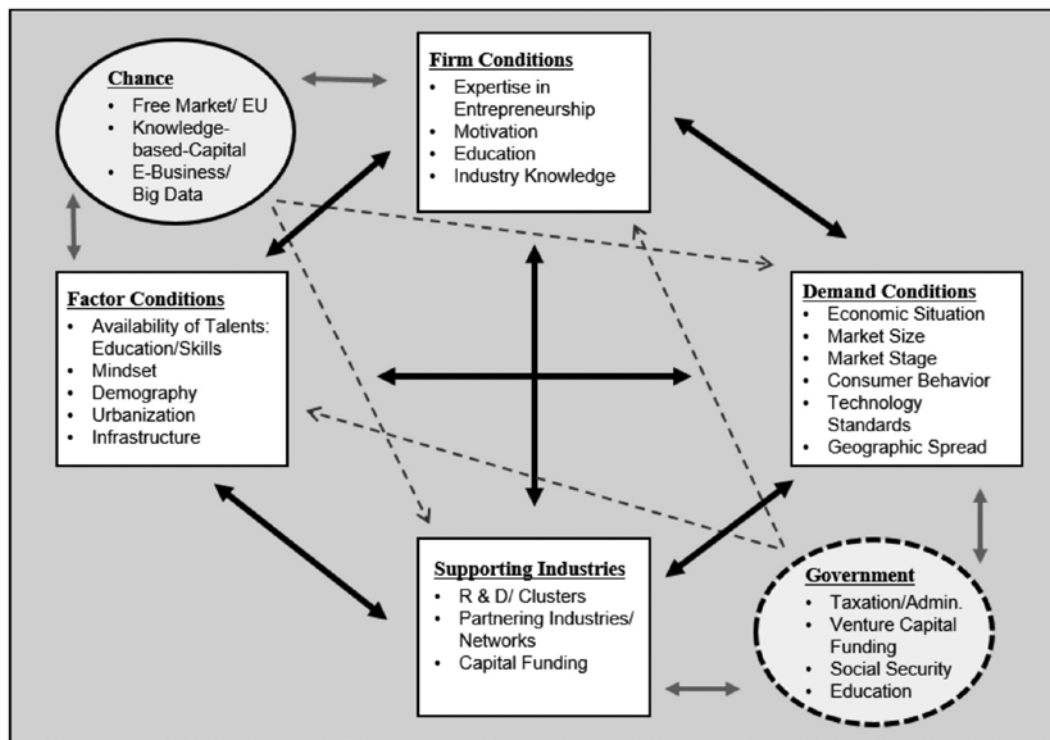 Chance
• Free Market/ EU
• Knowledge-
based-Capital
• E-Business/
Big Data
Firm Conditions
• Expertise in
Entrepreneurship
• Motivation
• Education
• Industry Knowledge
Factor Conditions
• Availability of Talents:
Education/Skills
• Mindset
• Demography
• Urbanization
• Infrastructure
Demand Conditions
• Economic Situation
• Market Size
• Market Stage
• Consumer Behavior
• Technology
Standards
• Geographic Spread
Supporting Industries
• R & D/ Clusters
• Partnering Industries/
Networks
• Capital Funding
Government
• Taxation/Admin.
• Venture Capital
Funding
• Social Security
• Education